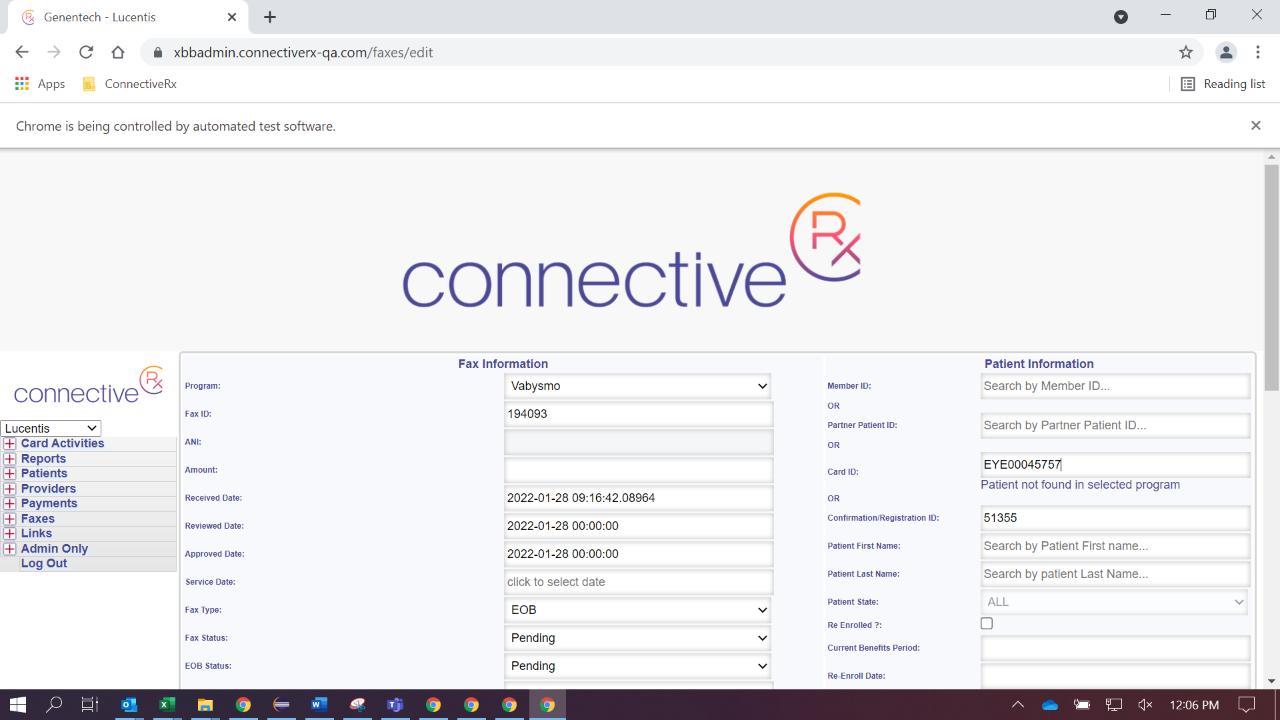 Genentech - Lucentis
xbbadmin.connectiverx-qa.com/faxes/edit
Apps
ConnectiveRx
Reading list
Chrome is being controlled by automated test software.
connective Rx
connective Rx
Lucentis
Card Activities
Reports
Patients
Providers
Payments
Faxes
Links
Admin Only
Log Out
Fax Information
Program: Vabysmo
Fax ID: 194093
ANI:
Amount:
Received Date: 2022-01-28 09:16:42.08964
Reviewed Date: 2022-01-28 00:00:00
Approved Date: 2022-01-28 00:00:00
Service Date: click to select date
Fax Type: EOB
Fax Status: Pending
EOB Status: Pending
Patient Information
Member ID: Search by Member ID...
OR
Partner Patient ID: Search by Partner Patient ID...
OR
Card ID: EYE00045757
Patient not found in selected program
OR
Confirmation/Registration ID: 51355
Patient First Name: Search by Patient First name...
Patient Last Name: Search by patient Last Name...
Patient State: ALL
Re Enrolled ?:
Current Benefits Period:
Re-Enroll Date:
12:06 PM